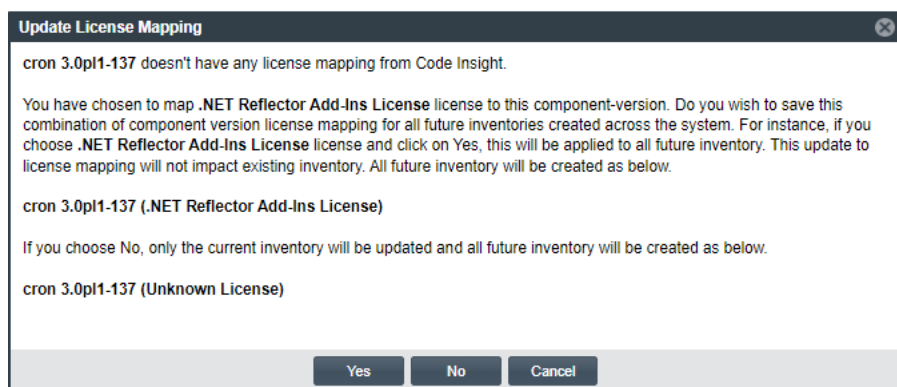 Update License Mapping
cron 3.0pl1-137 doesn't have any license mapping from Code Insight.
You have chosen to map .NET Reflector Add-Ins License license to this component-version. Do you wish to save this
combination of component version license mapping for all future inventories created across the system. For instance, if you
choose .NET Reflector Add-Ins License license and click on Yes, this will be applied to all future inventory. This update to
license mapping will not impact existing inventory. All future inventory will be created as below.
cron 3.0pl1-137 (.NET Reflector Add-Ins License)
If you choose No, only the current inventory will be updated and all future inventory will be created as below.
cron 3.0pl1-137 (Unknown License)
Yes No Cancel